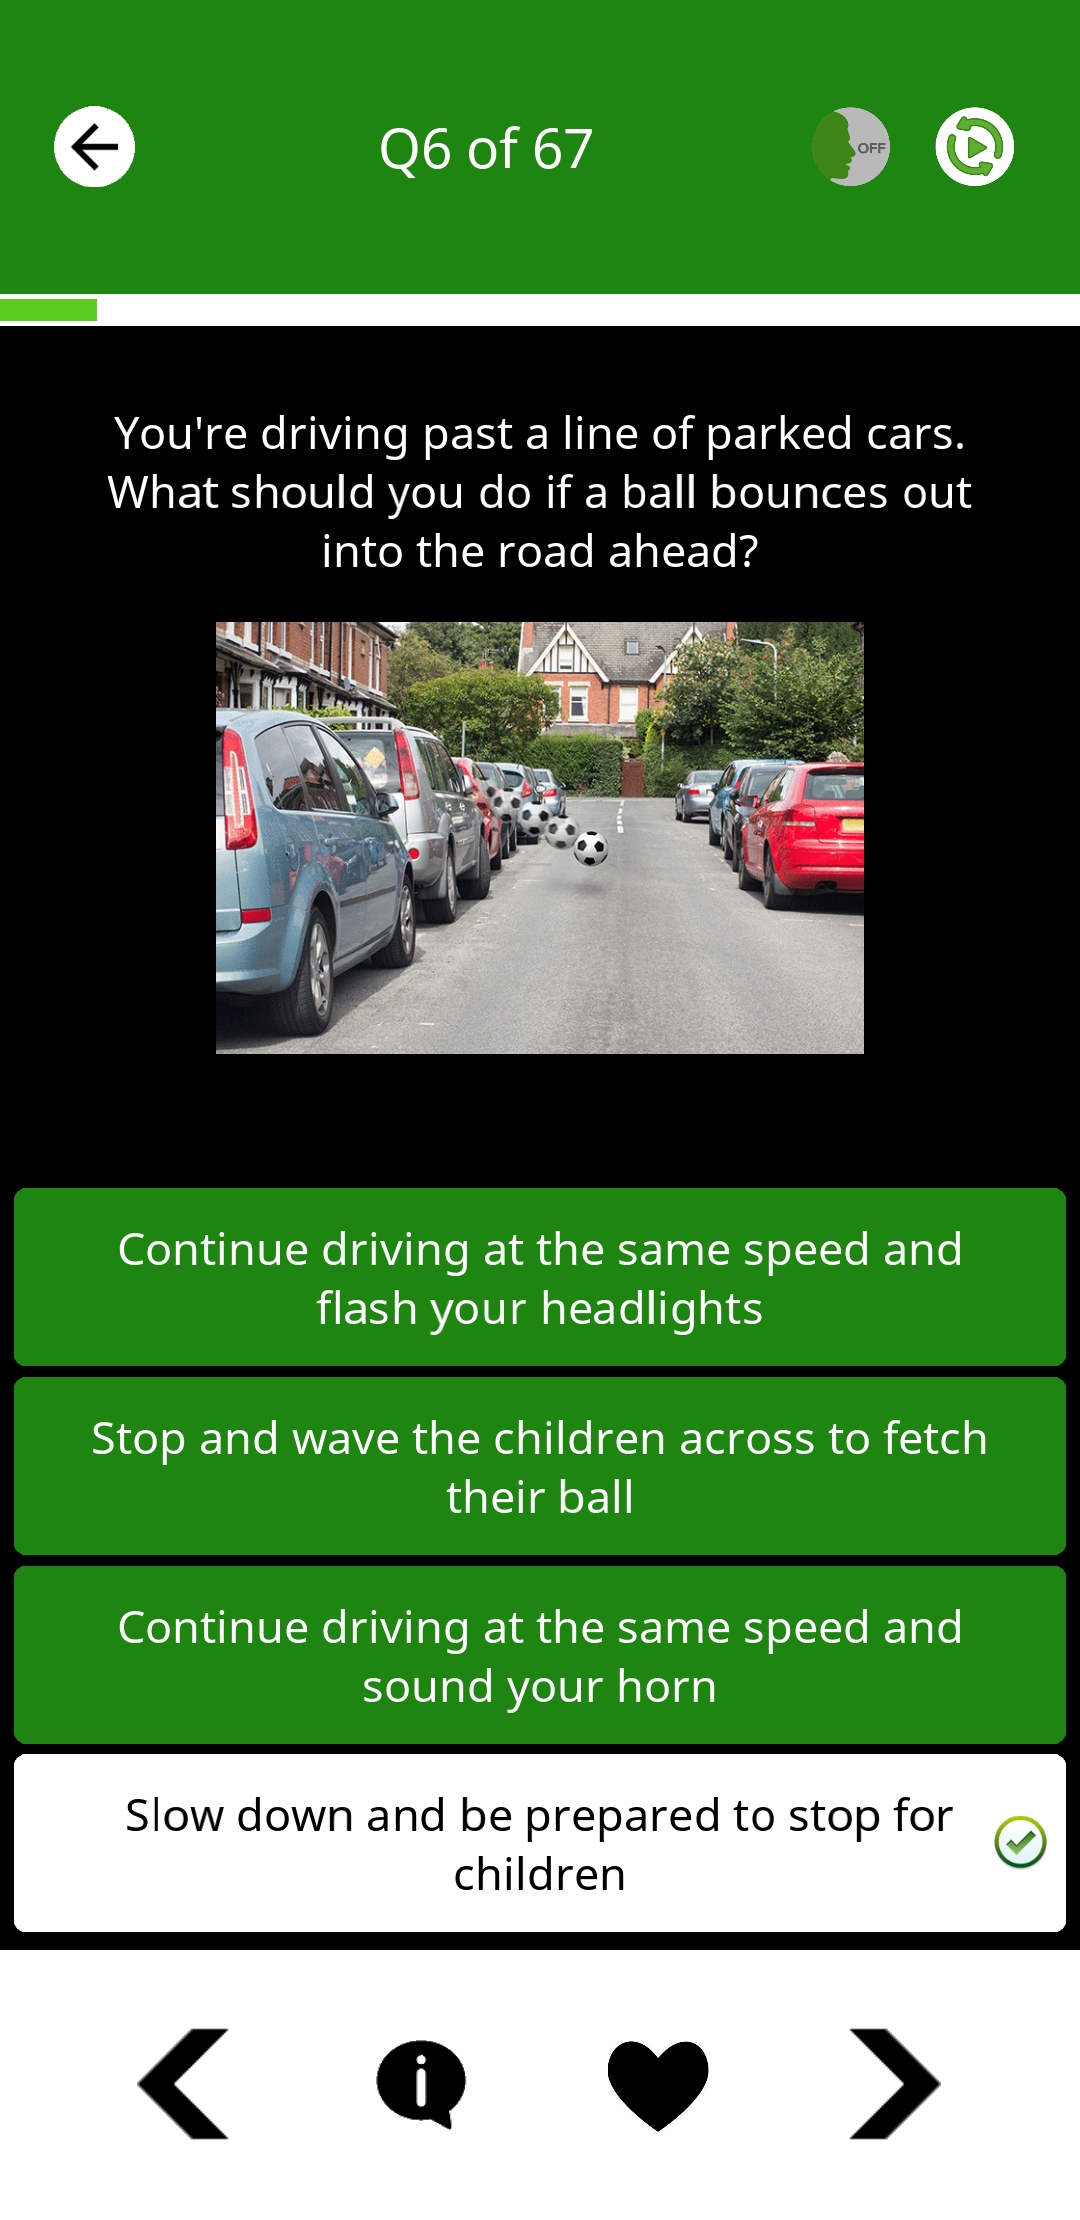 Q6 of 67
OFF
You're driving past a line of parked cars.
What should you do if a ball bounces out
into the road ahead?
Continue driving at the same speed and
flash your headlights
Stop and wave the children across to fetch
their ball
Continue driving at the same speed and
sound your horn
Slow down and be prepared to stop for
children